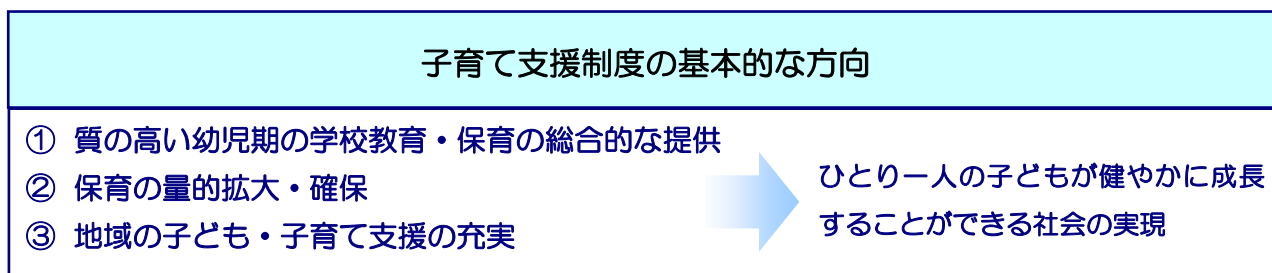 子育て支援制度の基本的な方向
① 質の高い幼児期の学校教育・保育の総合的な提供
② 保育の量的拡大・確保
③ 地域の子ども・子育て支援の充実
ひとり一人の子どもが健やかに成長
することができる社会の実現